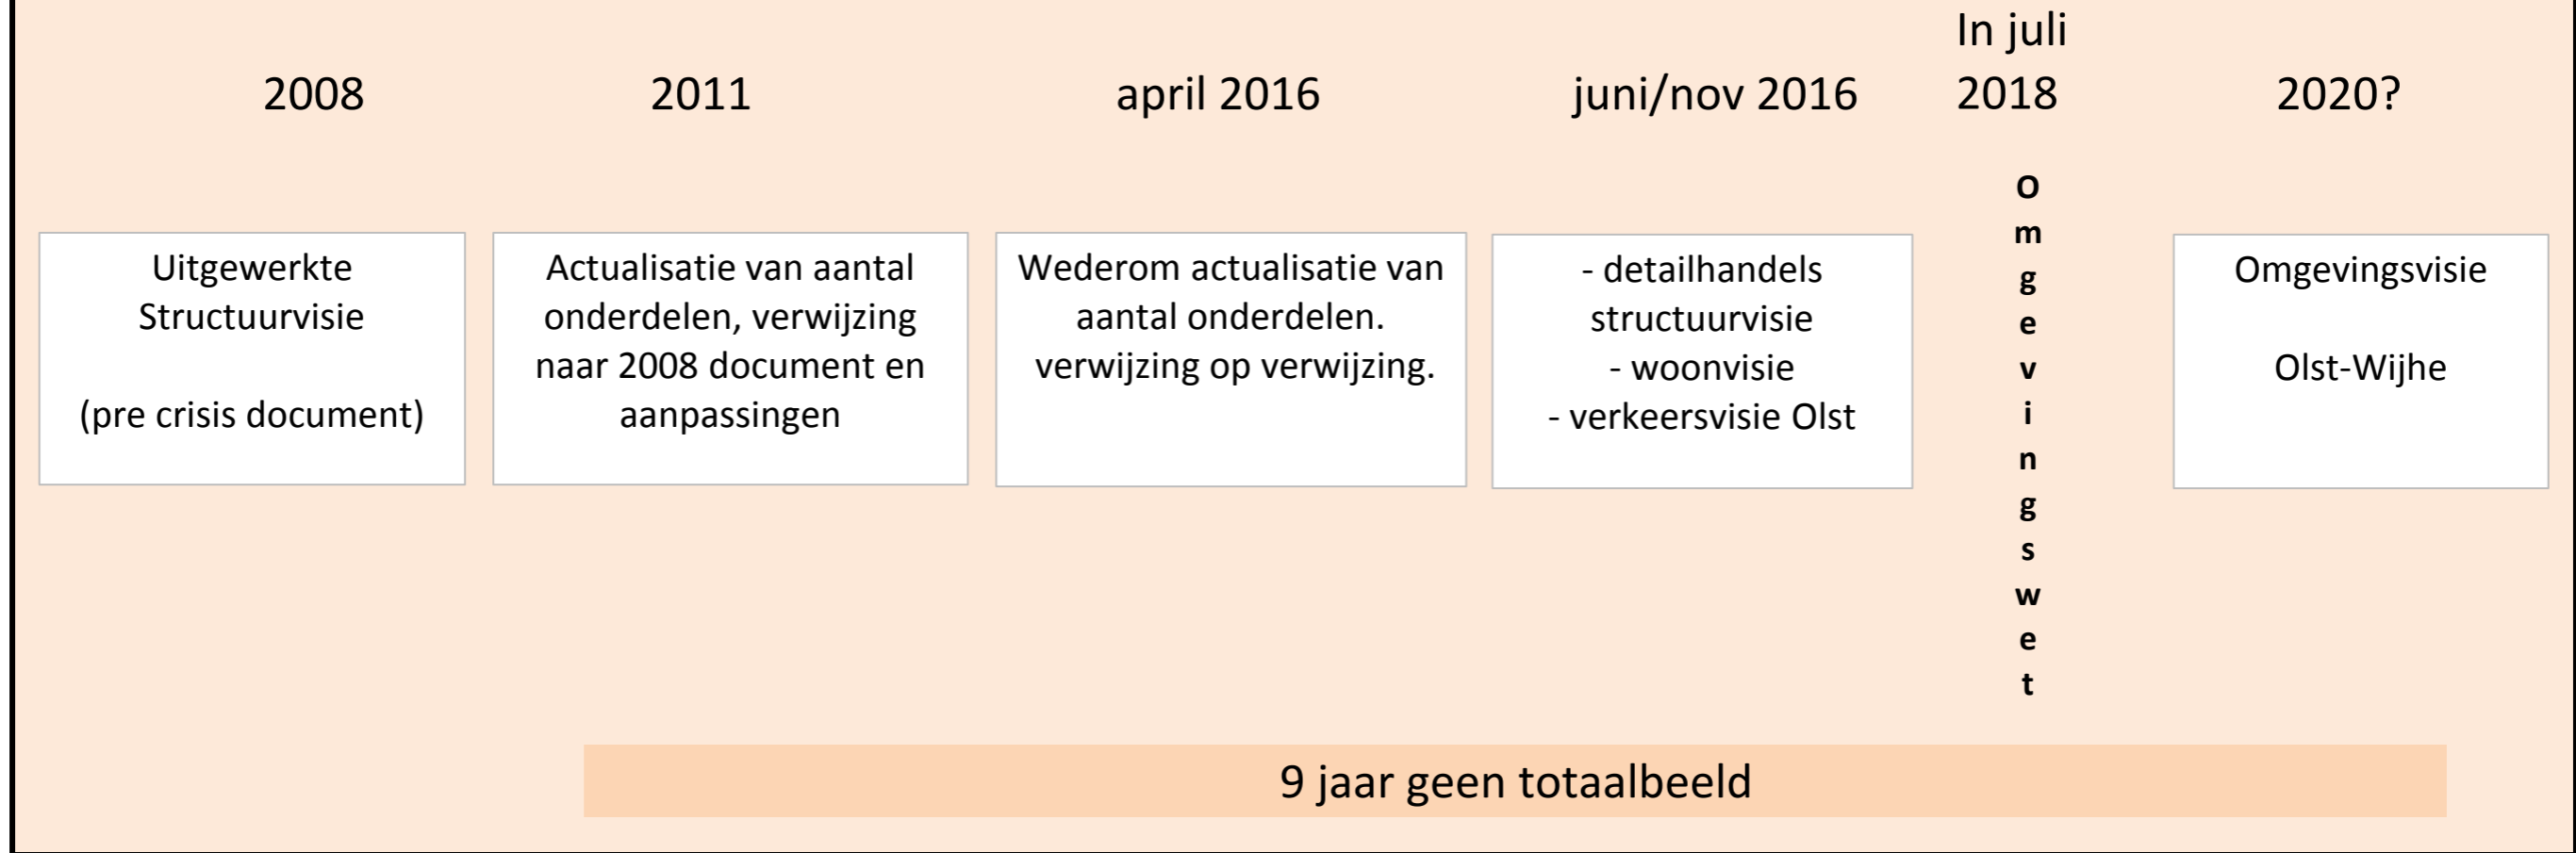 2008
2011
april 2016
juni/nov 2016
In juli
2018
2020?
Uitgewerkte
Structuurvisie
(pre crisis document)
Actualisatie van aantal
onderdelen, verwijzing
naar 2008 document en
aanpassingen
Wederom actualisatie van
aantal onderdelen.
verwijzing op verwijzing.
- detailhandels
structuurvisie
- woonvisie
- verkeersvisie Olst
O
m
g
e
v
i
n
g
s
w
e
t
Omgevingsvisie
Olst-Wijhe
9 jaar geen totaalbeeld